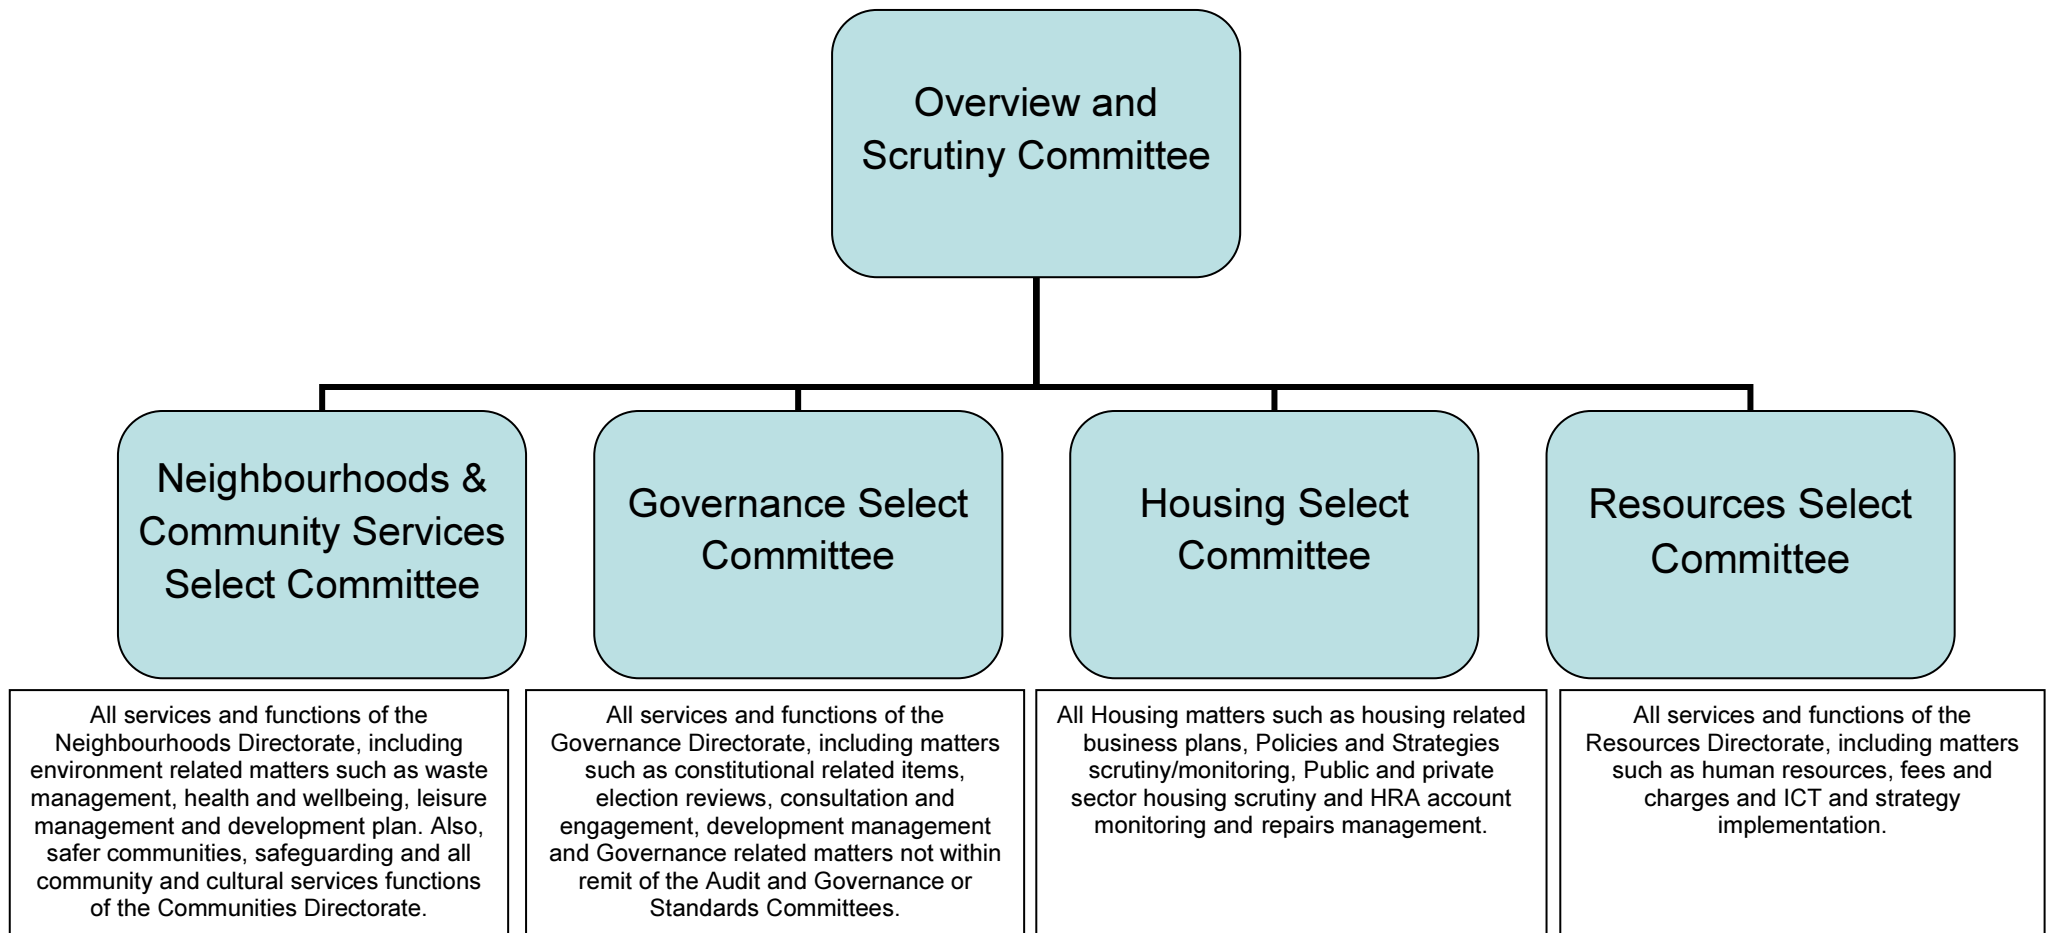 Overview and
Scrutiny Committee
Neighbourhoods &
Community Services
Select Committee
Governance Select
Committee
Housing Select
Committee
Resources Select
Committee
All services and functions of the
Neighbourhoods Directorate, including
environment related matters such as waste
management, health and wellbeing, leisure
management and development plan. Also,
safer communities, safeguarding and all
community and cultural services functions
of the Communities Directorate.
All services and functions of the
Governance Directorate, including matters
such as constitutional related items,
election reviews, consultation and
engagement, development management
and Governance related matters not within
remit of the Audit and Governance or
Standards Committees.
All Housing matters such as housing related
business plans, Policies and Strategies
scrutiny/monitoring, Public and private
sector housing scrutiny and HRA account
monitoring and repairs management.
All services and functions of the
Resources Directorate, including matters
such as human resources, fees and
charges and ICT and strategy
implementation.